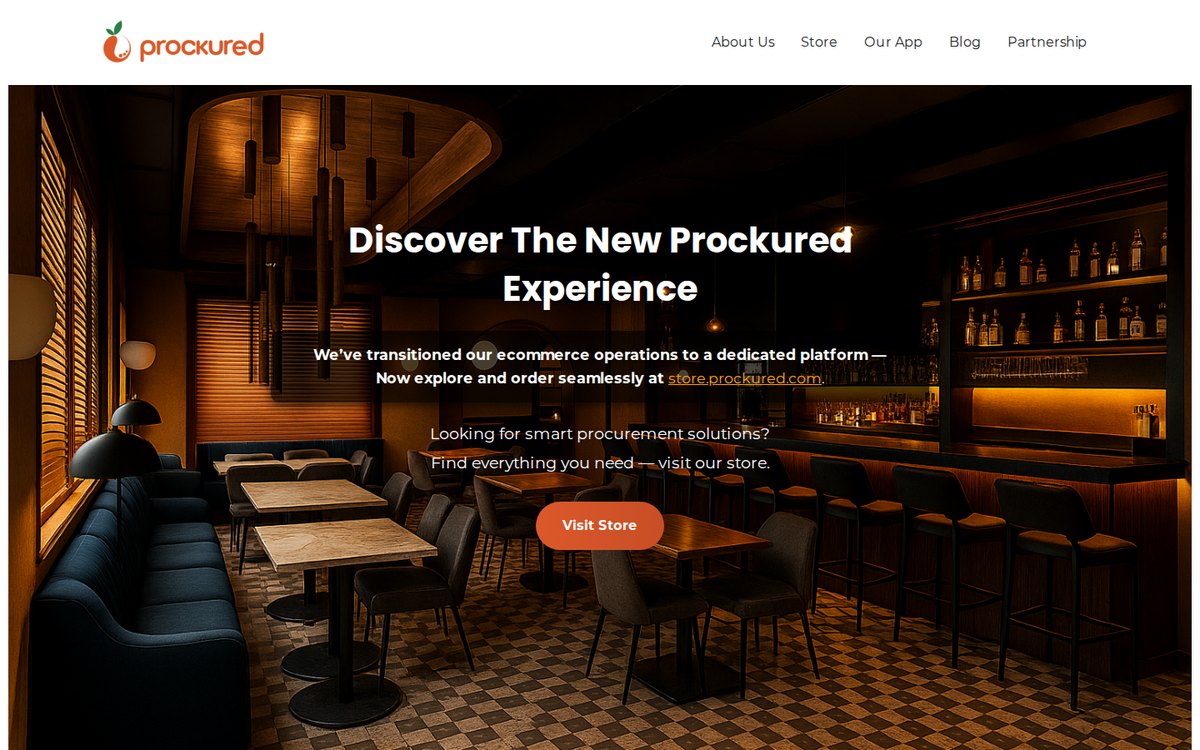 prockured
About Us Store Our App Blog Partnership
Discover The New Prockured
Experience
We’ve transitioned our ecommerce operations to a dedicated platform —
Now explore and order seamlessly at store.prockured.com.
Looking for smart procurement solutions?
Find everything you need — visit our store.
Visit Store